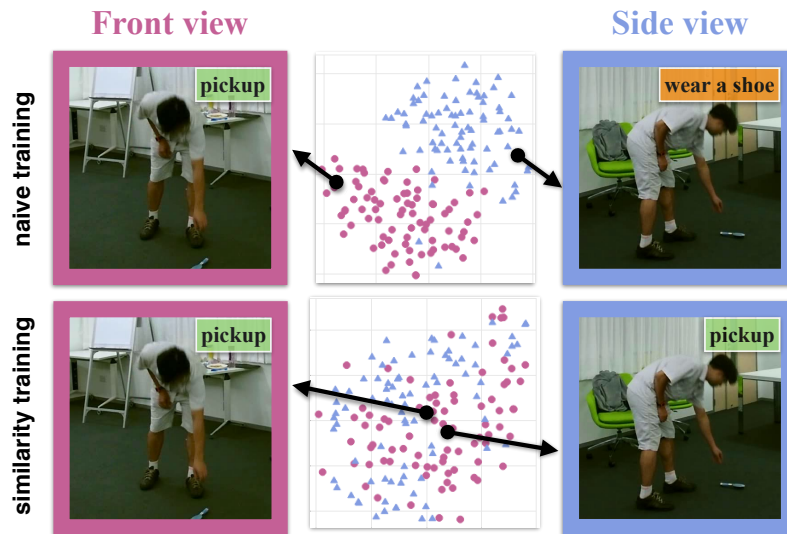 Front view
Side view
naive training
pickup
wear a shoe
similarity training
pickup
pickup